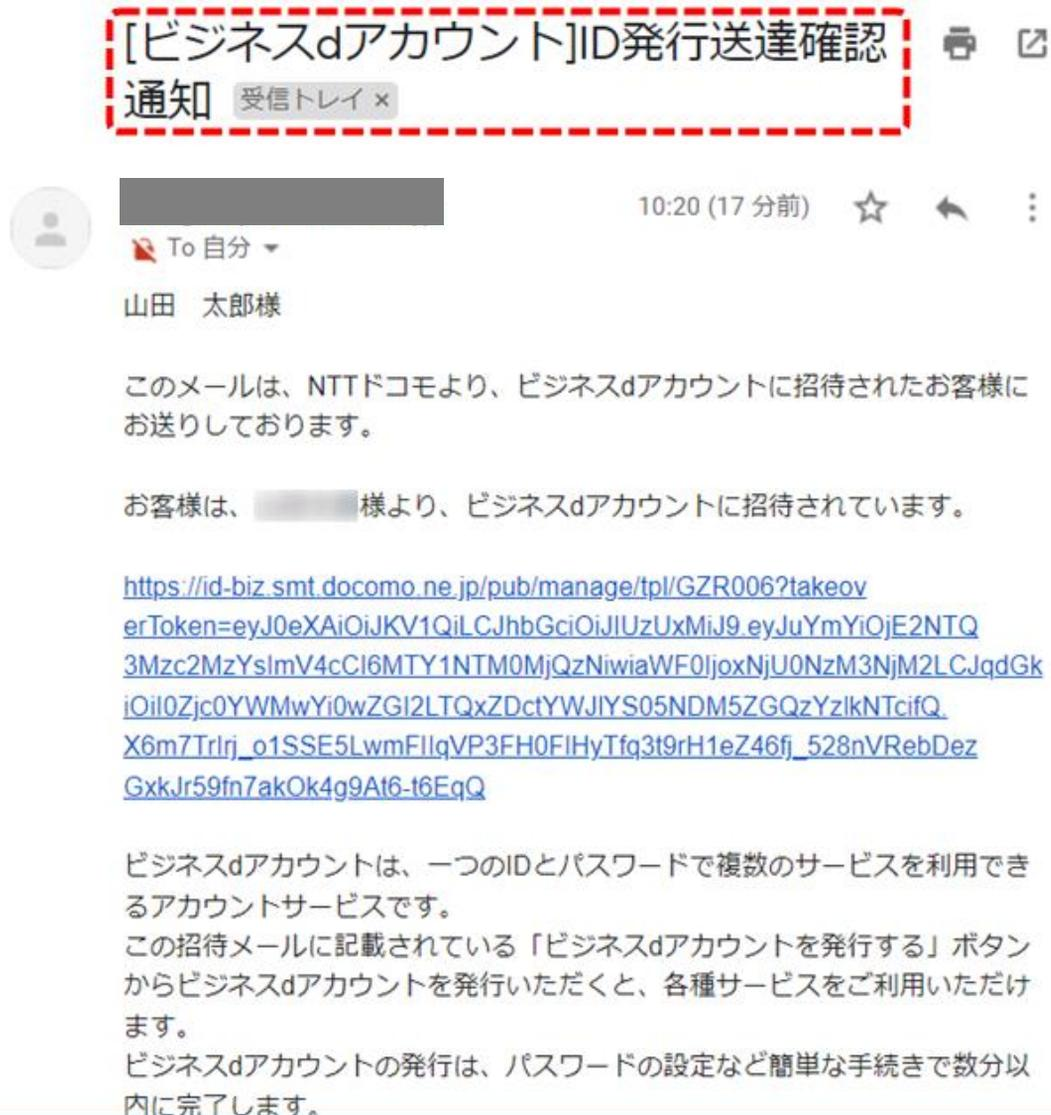 [ビジネスdアカウント]ID発行送達確認
通知 受信トレイ ×
10:20 (17 分前)
To 自分
山田　太郎様
このメールは、NTTドコモより、ビジネスdアカウントに招待されたお客様に
お送りしております。
お客様は、 様より、ビジネスdアカウントに招待されています。
https://id-biz.smt.docomo.ne.jp/pub/manage/tpl/GZR006?takeov
erToken=eyJ0eXAiOiJKV1QiLCJhbGciOiJIUzUxMiJ9.eyJuYmYiOjE2NTQ
3Mzc2MzYsImV4cCI6MTY1NTM0MjQzNiwiaWF0IjoxNjU0NzM3NjM2LCJqdGk
iOiI0Zjc0YWMwYi0wZGI2LTQxZDctYWJlYS05NDM5ZGQzYzlkNTcifQ.
X6m7TrIrj_o1SSE5LwmFIIqVP3FH0FlHyTfq3t9rH1eZ46fj_528nVRebDez
GxkJr59fn7akOk4g9At6-t6EqQ
ビジネスdアカウントは、一つのIDとパスワードで複数のサービスを利用でき
るアカウントサービスです。
この招待メールに記載されている「ビジネスdアカウントを発行する」ボタン
からビジネスdアカウントを発行いただくと、各種サービスをご利用いただけ
ます。
ビジネスdアカウントの発行は、パスワードの設定など簡単な手続きで数分以
内に完了します。